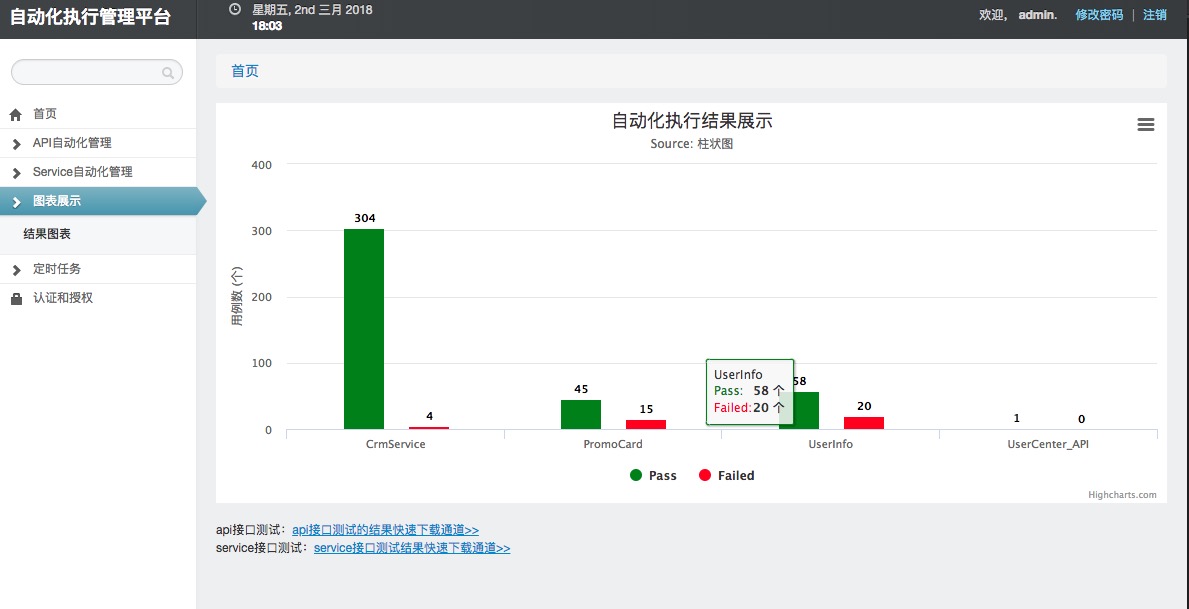 自动化执行管理平台
星期五, 2nd 三月 2018
18:03
欢迎, admin. 修改密码 | 注销
首页
API自动化管理
Service自动化管理
图表展示
结果图表
定时任务
认证和授权
首页
自动化执行结果展示
Source: 柱状图
用例数 (个)
400
300
200
100
0
304
4
45
15
58
20
1
0
UserInfo
Pass: 58 个
Failed: 20 个
CrmService
PromoCard
UserInfo
UserCenter_API
Pass
Failed
Highcharts.com
api接口测试: api接口测试的结果快速下载通道>>
service接口测试: service接口测试结果快速下载通道>>